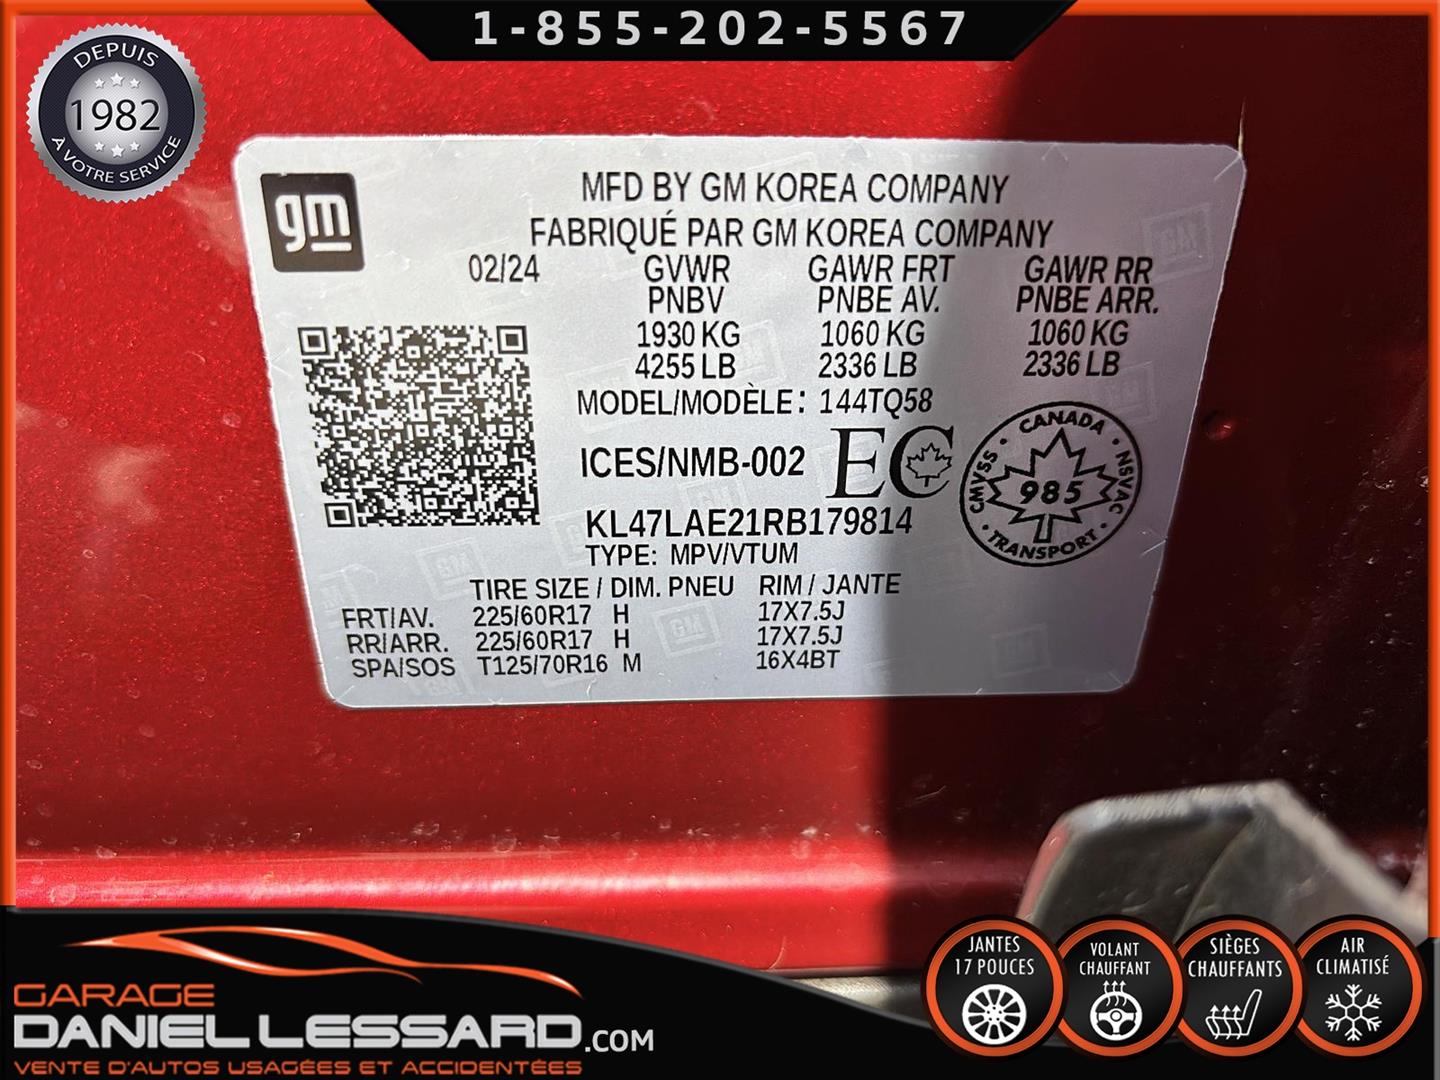 1-855-202-5567
DEPUIS
1982
À VOTRE SERVICE
gm
MFD BY GM KOREA COMPANY
FABRIQUÉ PAR GM KOREA COMPANY
02/24 GVWR GAWR FRT GAWR RR
PNBV PNBE AV. PNBE ARR.
1930 KG 1060 KG 1060 KG
4255 LB 2336 LB 2336 LB
MODEL/MODÈLE: 144TQ58
ICES/NMB-002 EC
CANADA
CMVSS 985 NSVAC
TRANSPORT
KL47LAE21RB179814
TYPE: MPV/VTUM
TIRE SIZE / DIM. PNEU RIM / JANTE
FRT/AV. 225/60R17 H 17X7.5J
RR/ARR. 225/60R17 H 17X7.5J
SPA/SOS T125/70R16 M 16X4BT
GARAGE
DANIEL LESSARD.COM
VENTE D'AUTOS USAGÉES ET ACCIDENTÉES
JANTES
17 POUCES
VOLANT
CHAUFFANT
SIÈGES
CHAUFFANTS
AIR
CLIMATISÉ